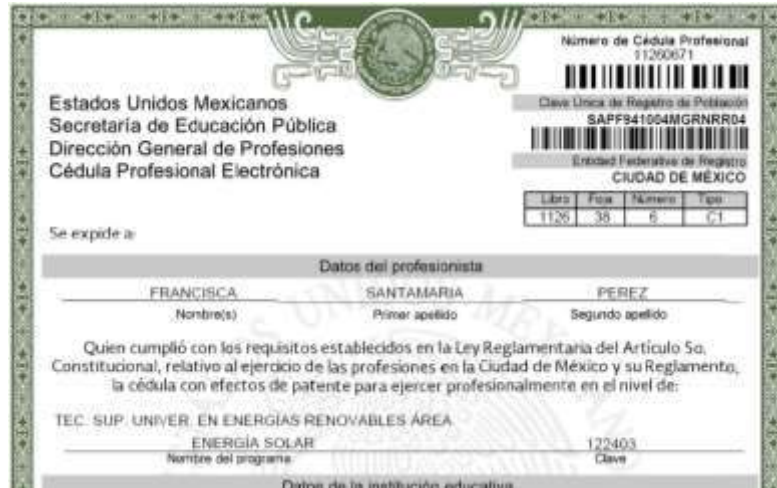 Número de Cédula Profesional
11260671
Clave Única de Registro de Población
SAPF941004MGRNRR04
Entidad Federativa de Registro
CIUDAD DE MÉXICO
Libro Foja Número Tipo
1126 38 6 C1
Estados Unidos Mexicanos
Secretaría de Educación Pública
Dirección General de Profesiones
Cédula Profesional Electrónica
Se expide a:
Datos del profesionista
FRANCISCA SANTAMARIA PEREZ
Nombre(s) Primer apellido Segundo apellido
Quien cumplió con los requisitos establecidos en la Ley Reglamentaria del Artículo 5o.
Constitucional, relativo al ejercicio de las profesiones en la Ciudad de México y su Reglamento,
la cédula con efectos de patente para ejercer profesionalmente en el nivel de:
TEC. SUP. UNIVER. EN ENERGÍAS RENOVABLES ÁREA
ENERGÍA SOLAR 122403
Nombre del programa Clave
Datos de la institución educativa